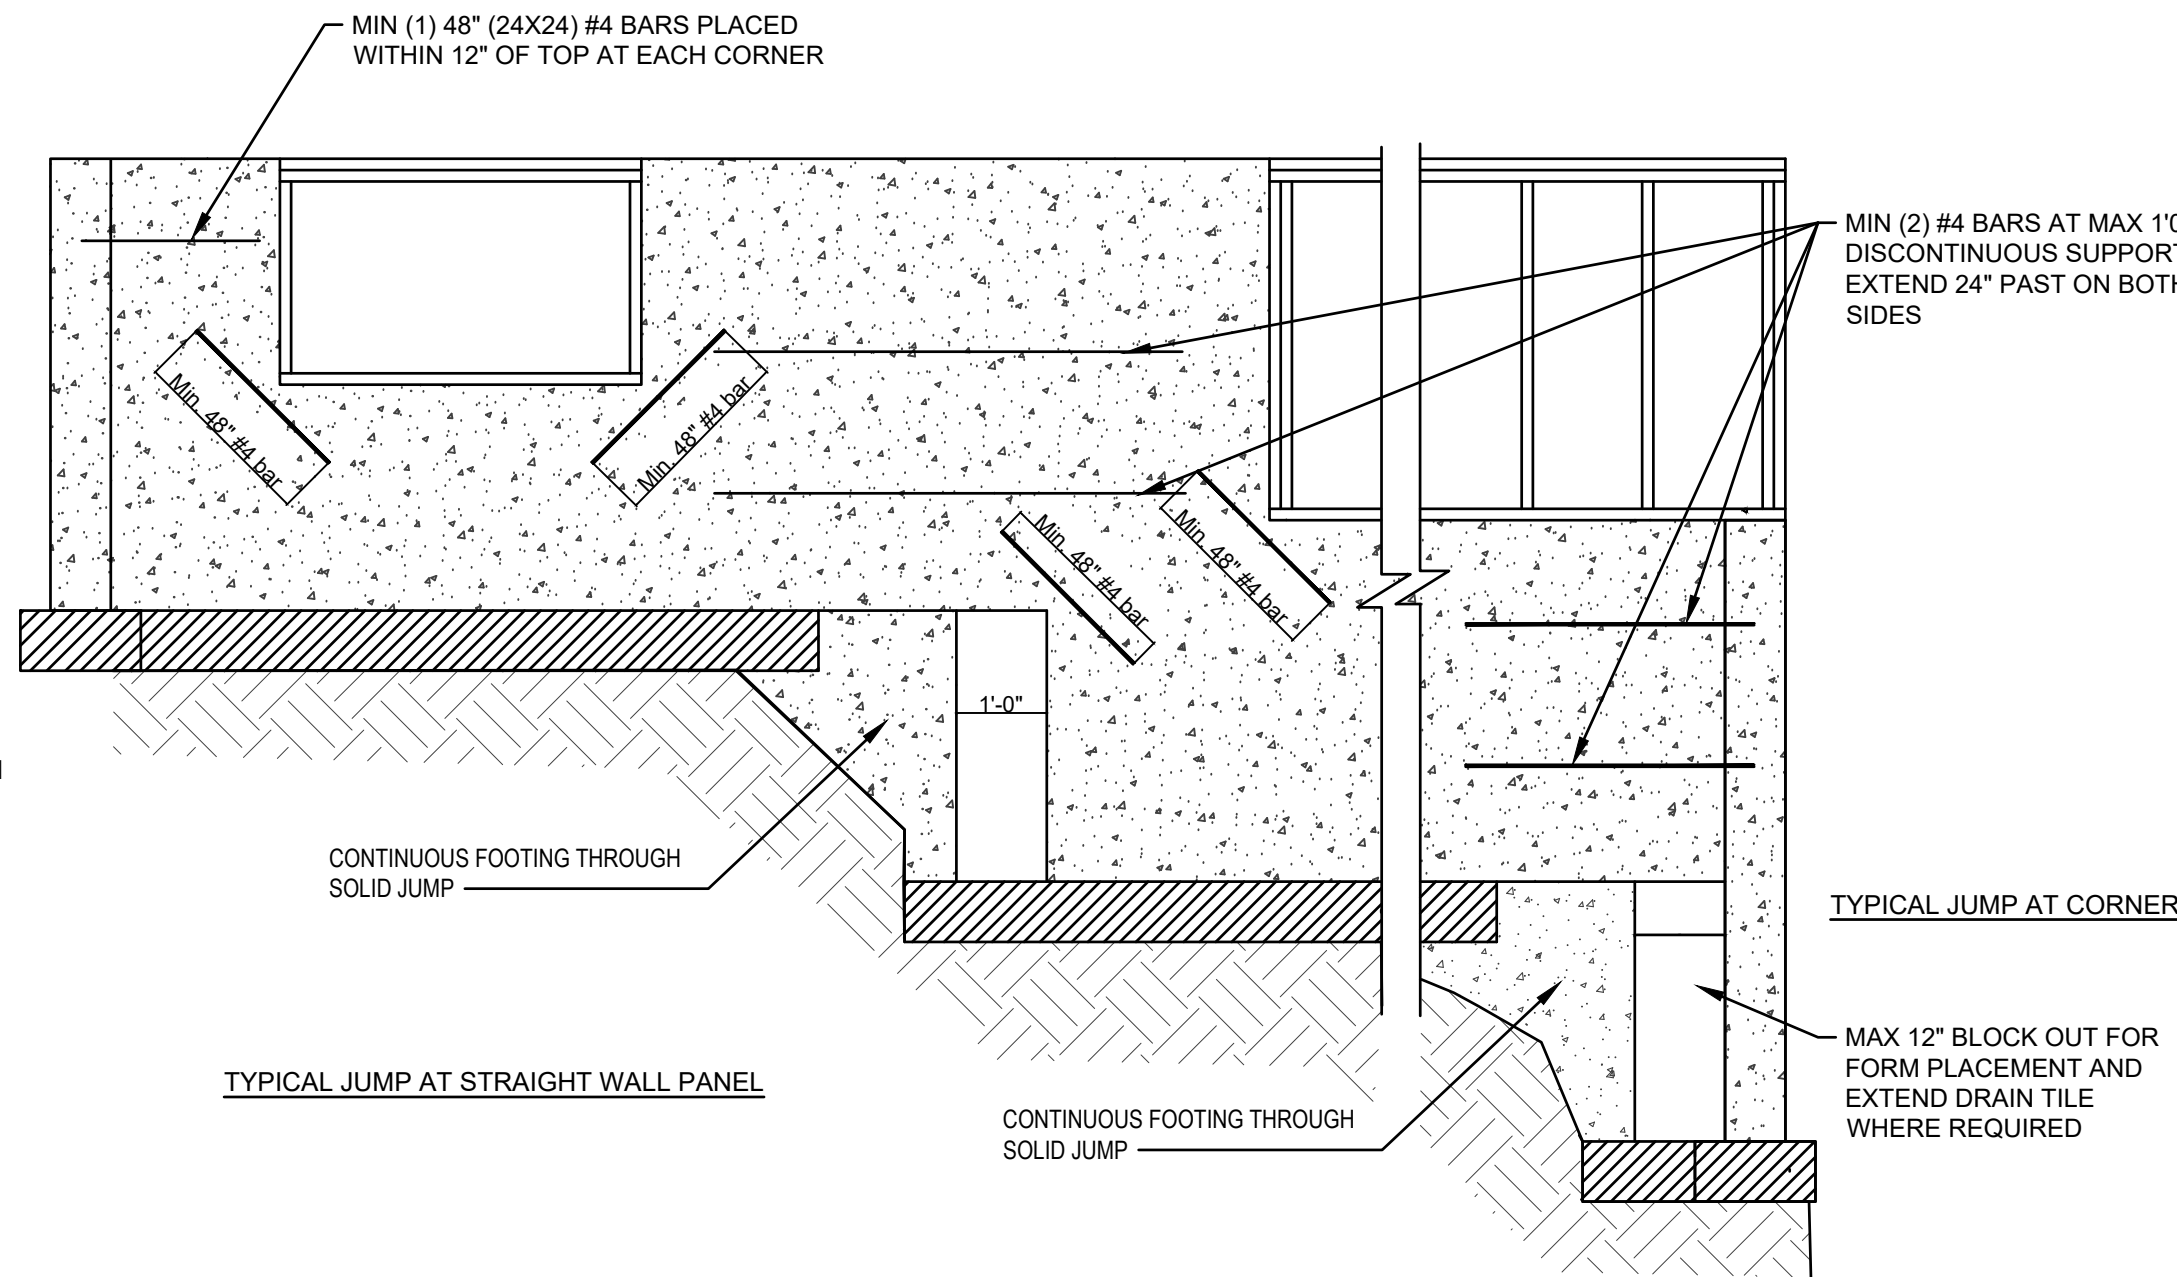 MIN (1) 48" (24X24) #4 BARS PLACED
WITHIN 12" OF TOP AT EACH CORNER
MIN (2) #4 BARS AT MAX 1'0
DISCONTINUOUS SUPPORT
EXTEND 24" PAST ON BOTH
SIDES
Min. 48" #4 bar
Min. 48" #4 bar
Min. 48" #4 bar
Min. 48" #4 bar
1'-0"
CONTINUOUS FOOTING THROUGH
SOLID JUMP
TYPICAL JUMP AT CORNER
MAX 12" BLOCK OUT FOR
FORM PLACEMENT AND
EXTEND DRAIN TILE
WHERE REQUIRED
TYPICAL JUMP AT STRAIGHT WALL PANEL
CONTINUOUS FOOTING THROUGH
SOLID JUMP